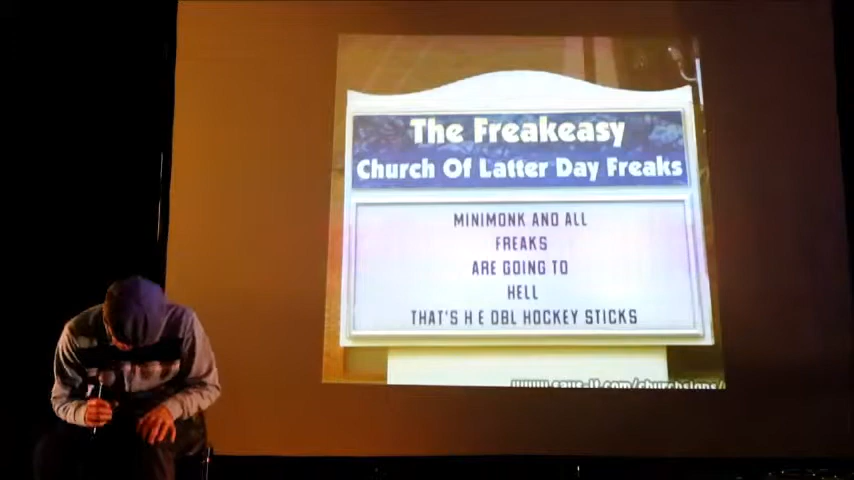 The Freakeasy
Church Of Latter Day Freaks
MINIMONK AND ALL
FREAKS
ARE GOING TO
HELL
THAT'S H E DBL HOCKEY STICKS